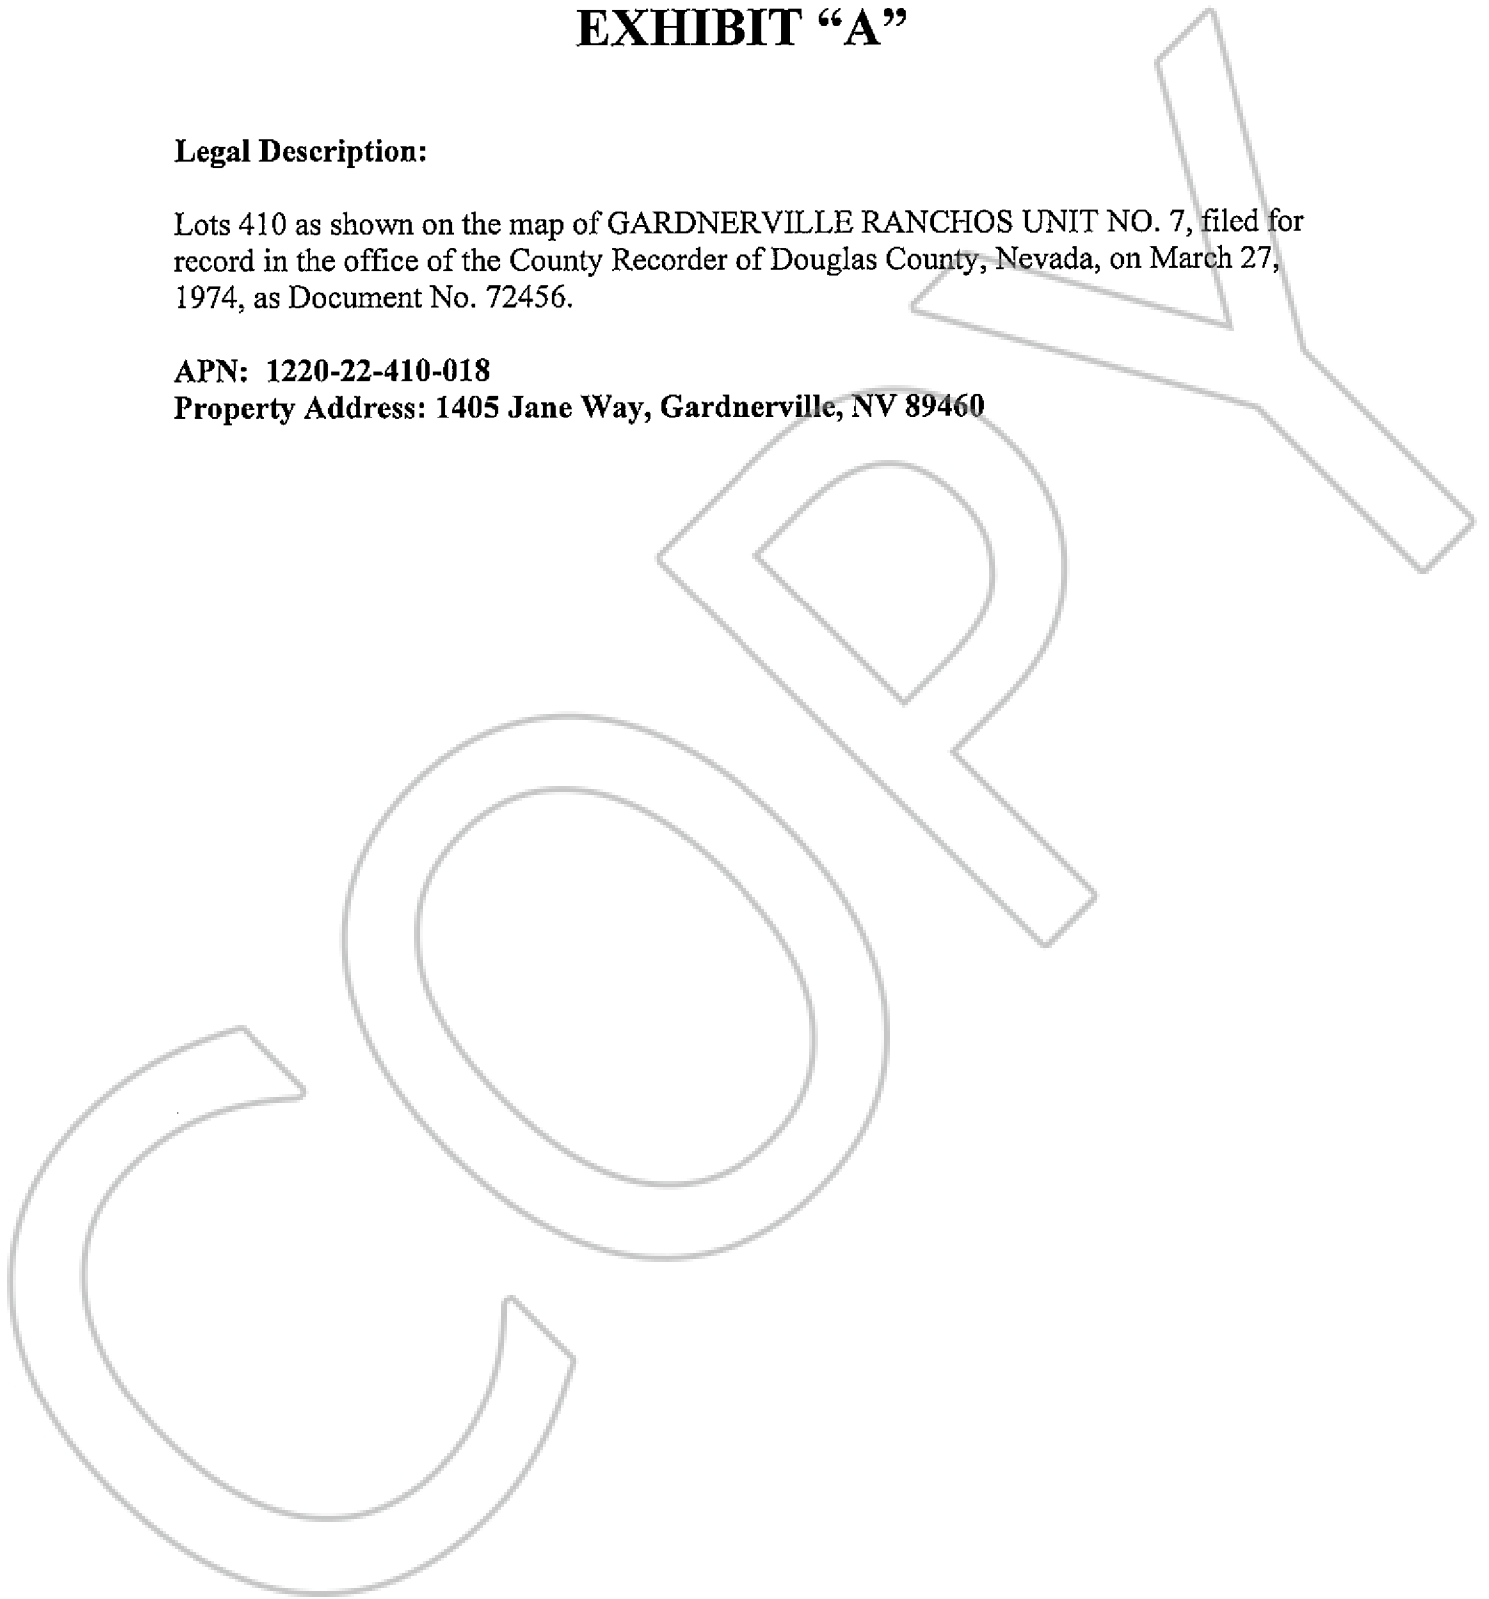 EXHIBIT “A”
Legal Description:
Lots 410 as shown on the map of GARDNERVILLE RANCHOS UNIT NO. 7, filed for
record in the office of the County Recorder of Douglas County, Nevada, on March 27,
1974, as Document No. 72456.
APN: 1220-22-410-018
Property Address: 1405 Jane Way, Gardnerville, NV 89460
COPY